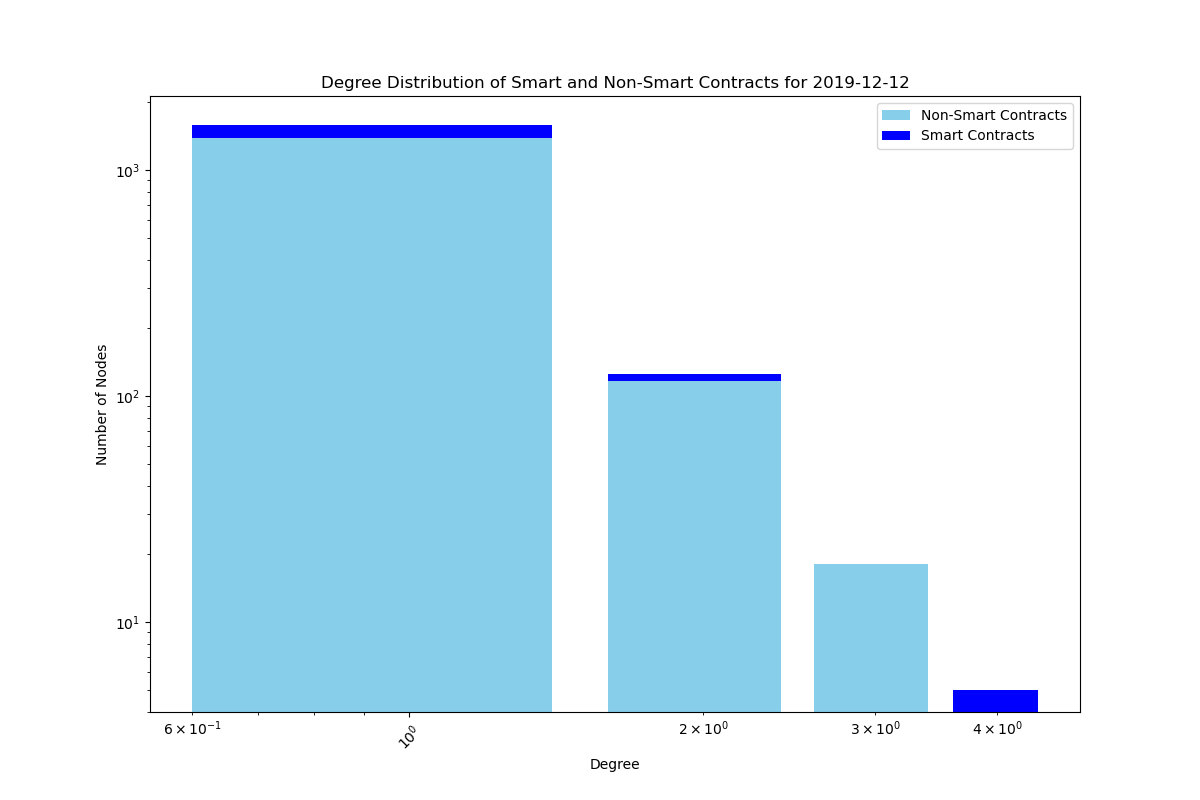 Degree Distribution of Smart and Non-Smart Contracts for 2019-12-12
Non-Smart Contracts
Smart Contracts
Number of Nodes
10³
10²
10¹
6 × 10⁻¹
10⁰
2 × 10⁰
3 × 10⁰
4 × 10⁰
Degree